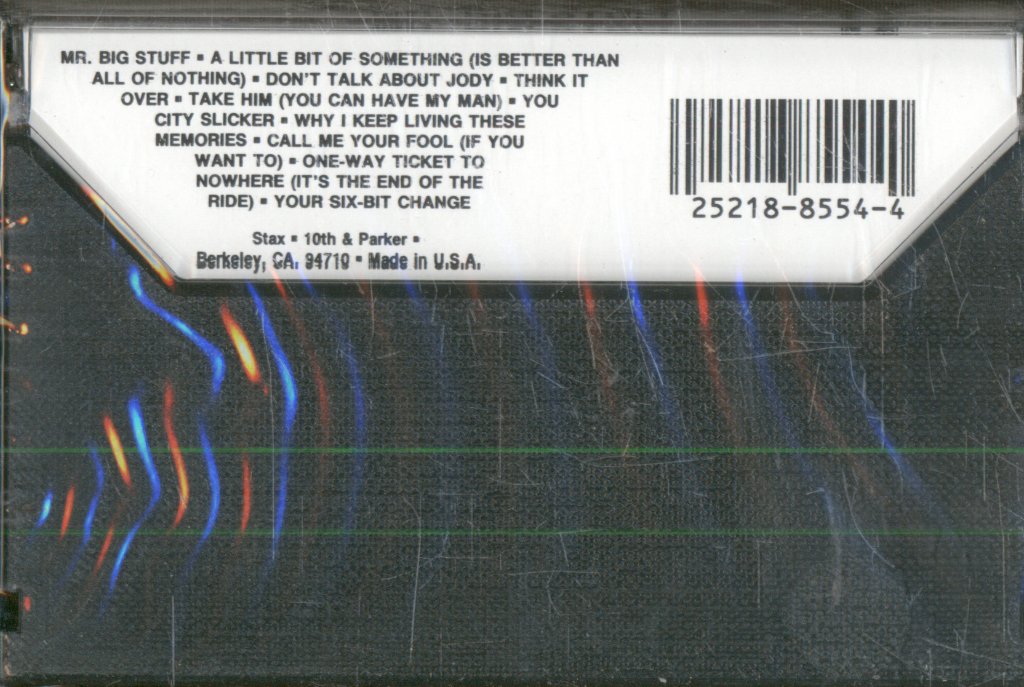 MR. BIG STUFF ▪ A LITTLE BIT OF SOMETHING (IS BETTER THAN
ALL OF NOTHING) ▪ DON'T TALK ABOUT JODY ▪ THINK IT
OVER ▪ TAKE HIM (YOU CAN HAVE MY MAN) ▪ YOU
CITY SLICKER ▪ WHY I KEEP LIVING THESE
MEMORIES ▪ CALL ME YOUR FOOL (IF YOU
WANT TO) ▪ ONE-WAY TICKET TO
NOWHERE (IT'S THE END OF THE
RIDE) ▪ YOUR SIX-BIT CHANGE
Stax ▪ 10th & Parker ▪
Berkeley, CA. 94710 ▪ Made in U.S.A.
25218-8554-4